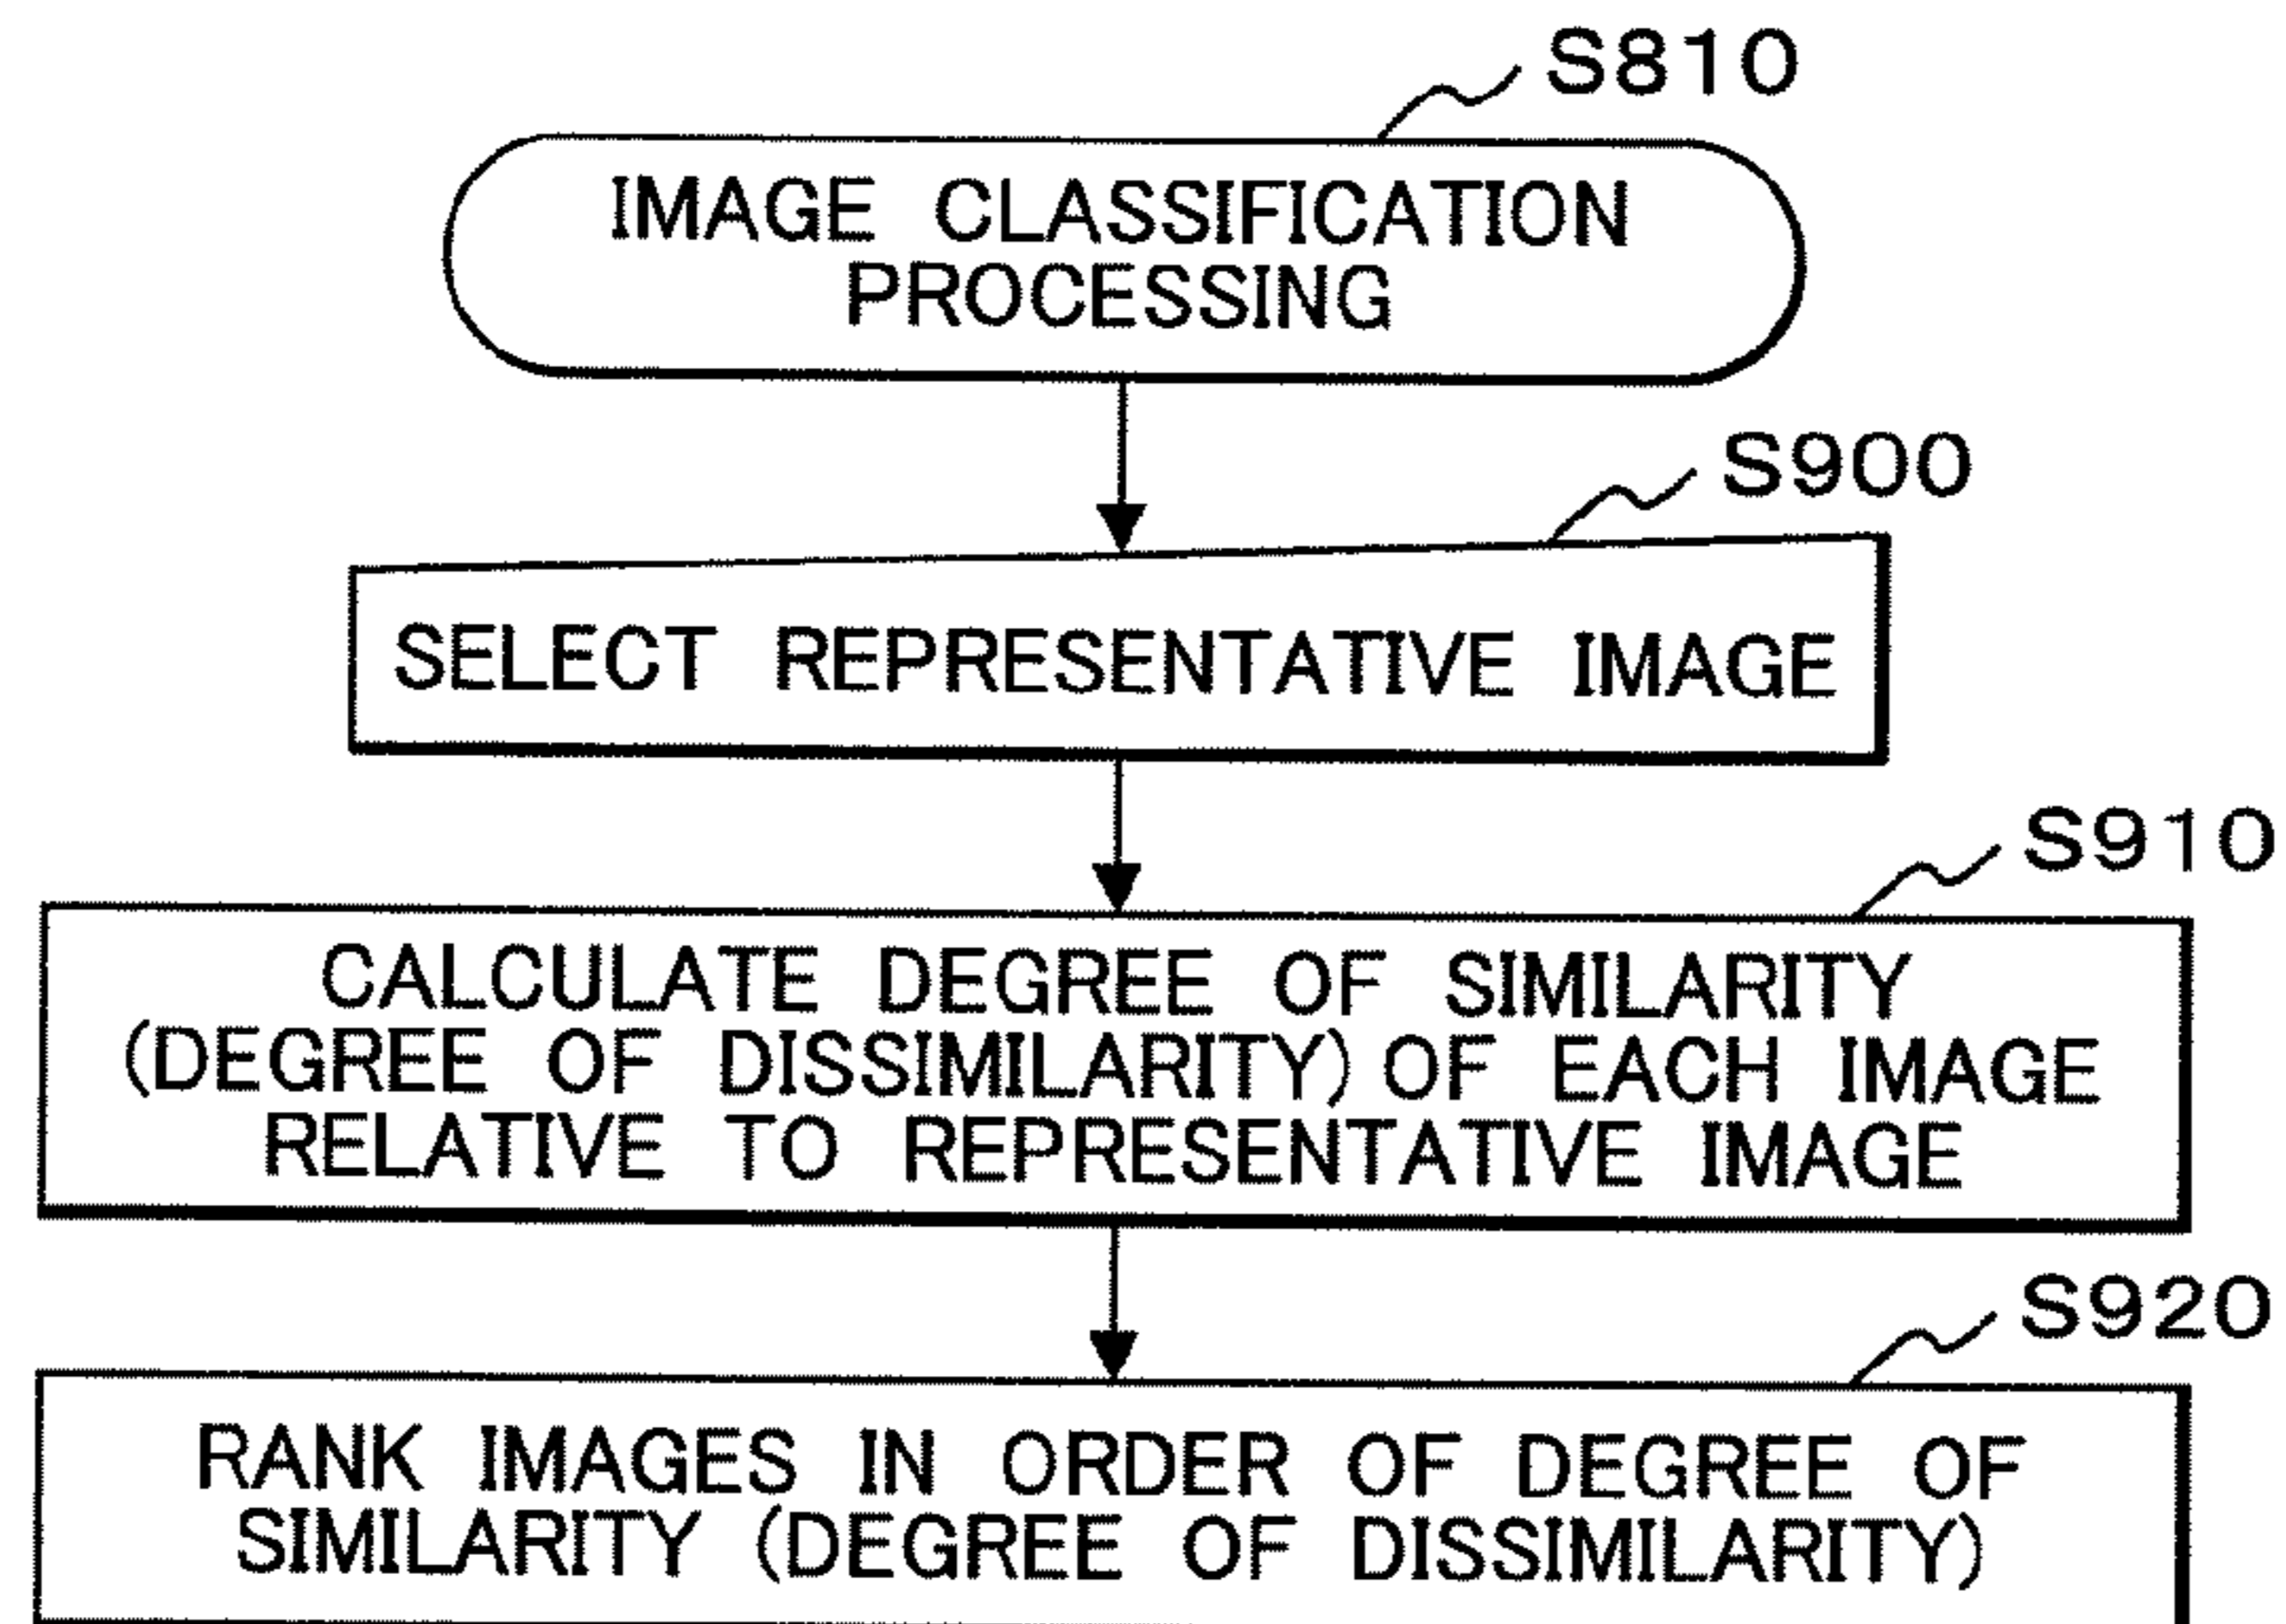 S810
IMAGE CLASSIFICATION
PROCESSING
S900
SELECT REPRESENTATIVE IMAGE
S910
CALCULATE DEGREE OF SIMILARITY
(DEGREE OF DISSIMILARITY) OF EACH IMAGE
RELATIVE TO REPRESENTATIVE IMAGE
S920
RANK IMAGES IN ORDER OF DEGREE OF
SIMILARITY (DEGREE OF DISSIMILARITY)